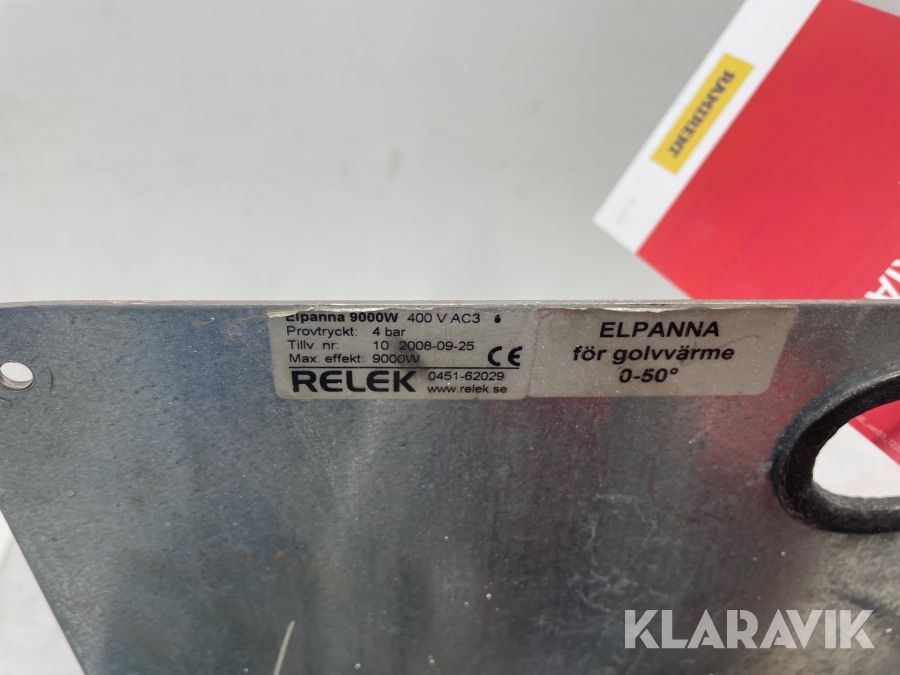 RAMIRENT
Elpanna 9000W 400 V AC3
Provtryckt: 4 bar
Tillv. nr: 10 2008-09-25
Max. effekt: 9000W
CE
RELEK 0451-62029
www.relek.se
ELPANNA
för golvvärme
0-50°
KLARAVIK